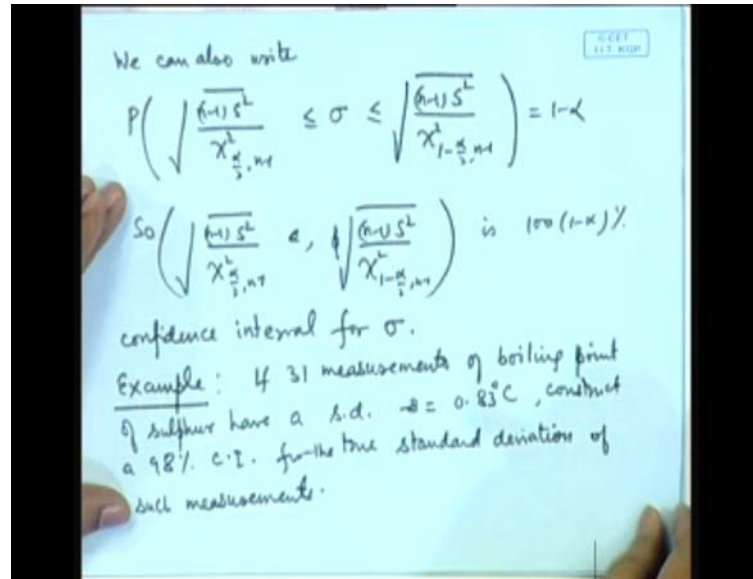 We can also write
CCET
I.I.T. KGP
P( √((n-1)S² / χ²_{α/2, n-1}) ≤ σ ≤ √((n-1)S² / χ²_{1-α/2, n-1}) ) = 1-α
So ( √((n-1)S² / χ²_{α/2, n-1}) , √((n-1)S² / χ²_{1-α/2, n-1}) ) is 100(1-α)%
confidence interval for σ.
Example: If 31 measurements of boiling point
of sulphur have a s.d. s = 0.83°C, construct
a 98% C.I. for the true standard deviation of
such measurements.